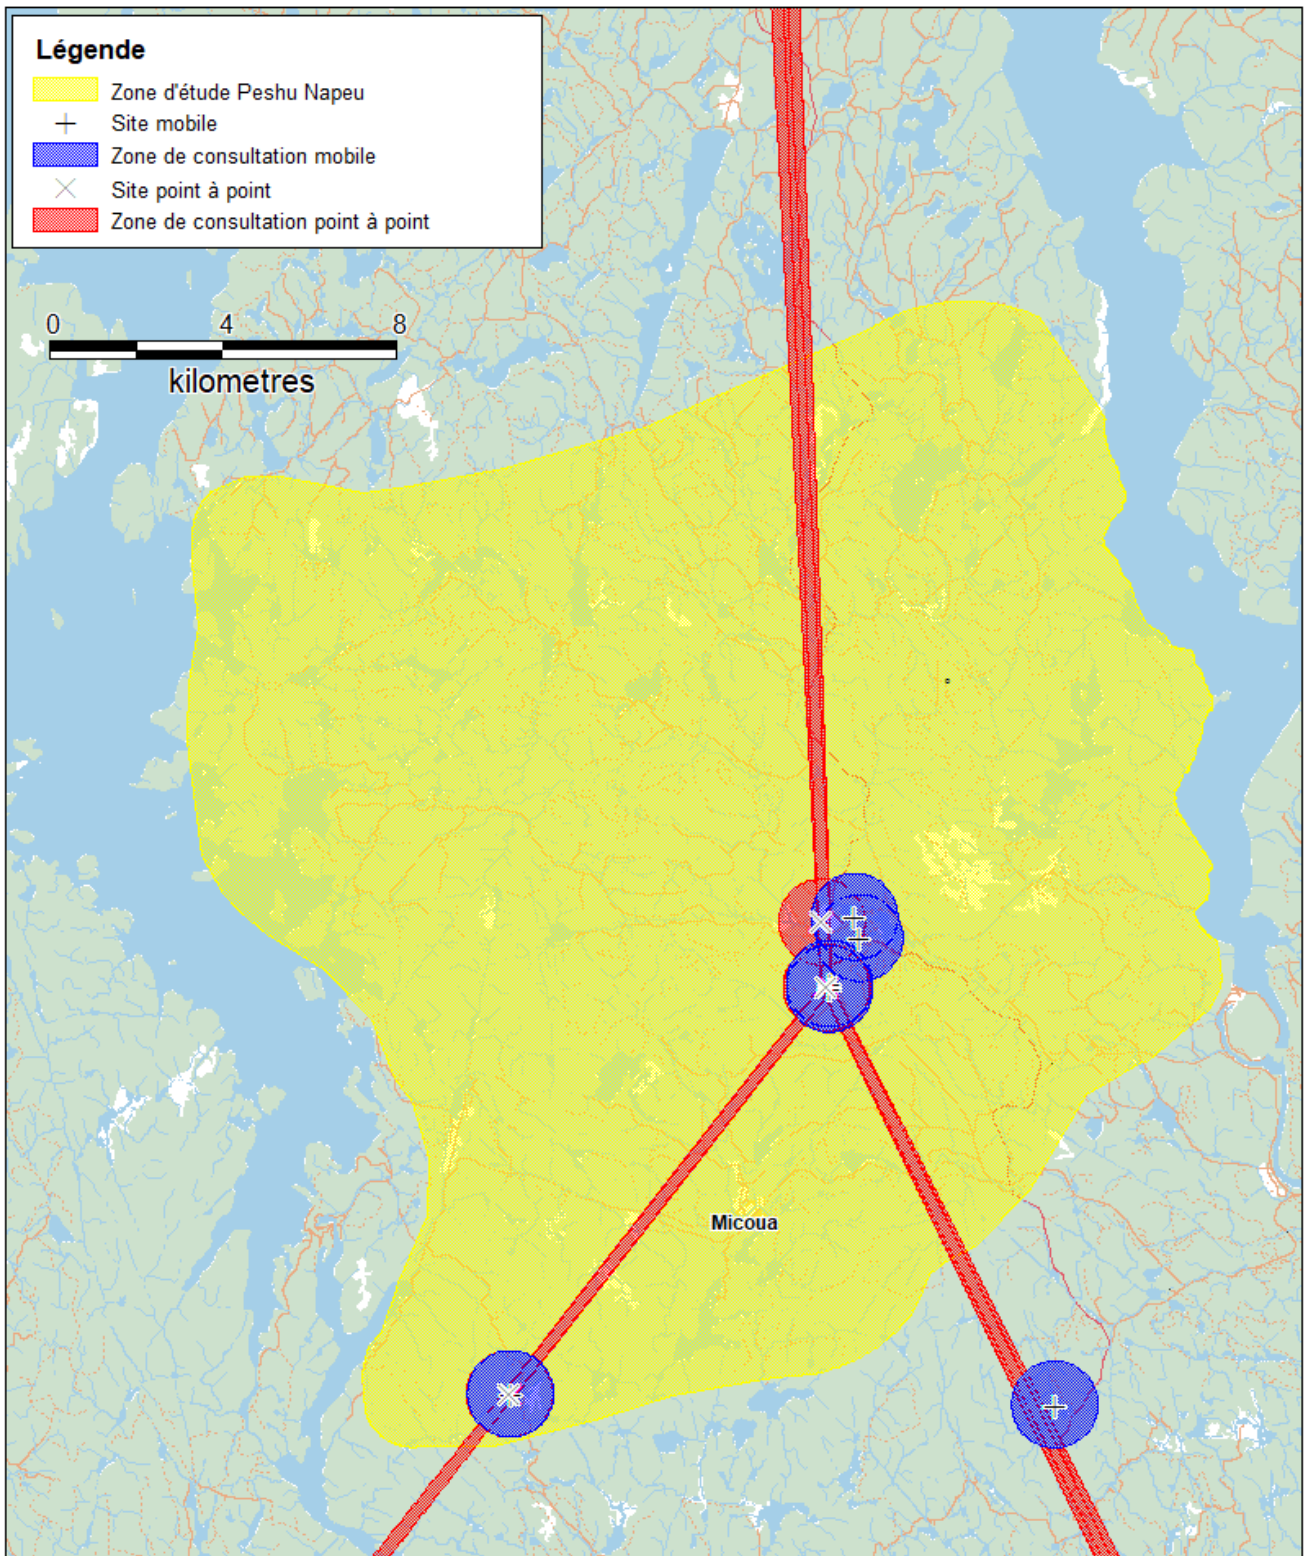 Légende
Zone d'étude Peshu Napeu
Site mobile
Zone de consultation mobile
Site point à point
Zone de consultation point à point
0 4 8
kilometres
Micoua